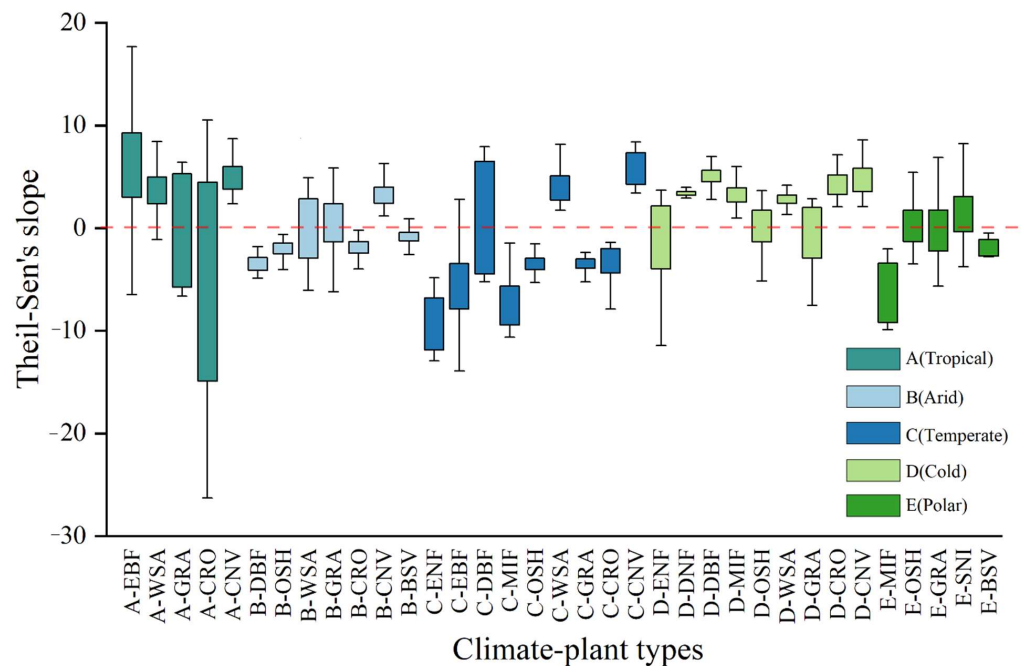 20
10
0
-10
-20
-30
Theil-Sen's slope
A(Tropical)
B(Arid)
C(Temperate)
D(Cold)
E(Polar)
A-EBF
A-WSA
A-GRA
A-CRO
A-CNV
B-DBF
B-OSH
B-WSA
B-GRA
B-CRO
B-CNV
B-BSV
C-ENF
C-EBF
C-DBF
C-MIF
C-OSH
C-WSA
C-GRA
C-CRO
C-CNV
D-ENF
D-DNF
D-DBF
D-MIF
D-OSH
D-WSA
D-GRA
D-CRO
D-CNV
E-MIF
E-OSH
E-GRA
E-SNI
E-BSV
Climate-plant types